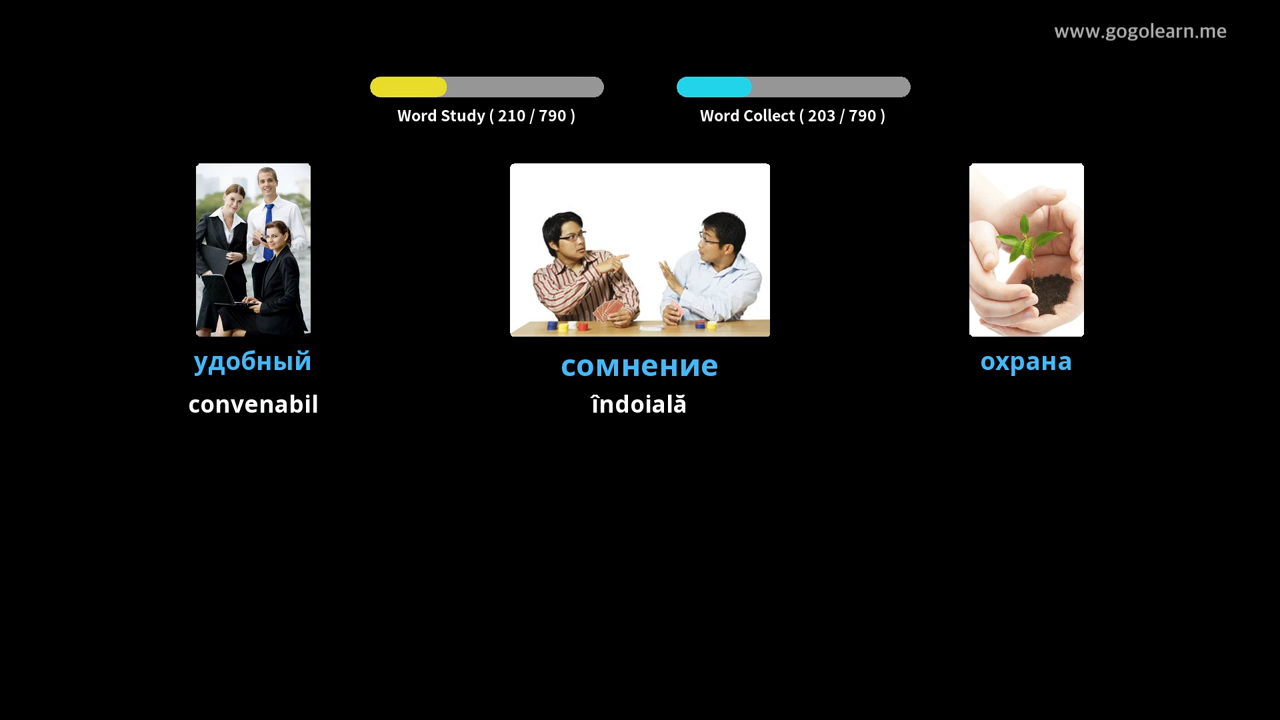 www.gogolearn.me
Word Study ( 210 / 790 )
Word Collect ( 203 / 790 )
удобный
convenabil
сомнение
îndoială
охрана